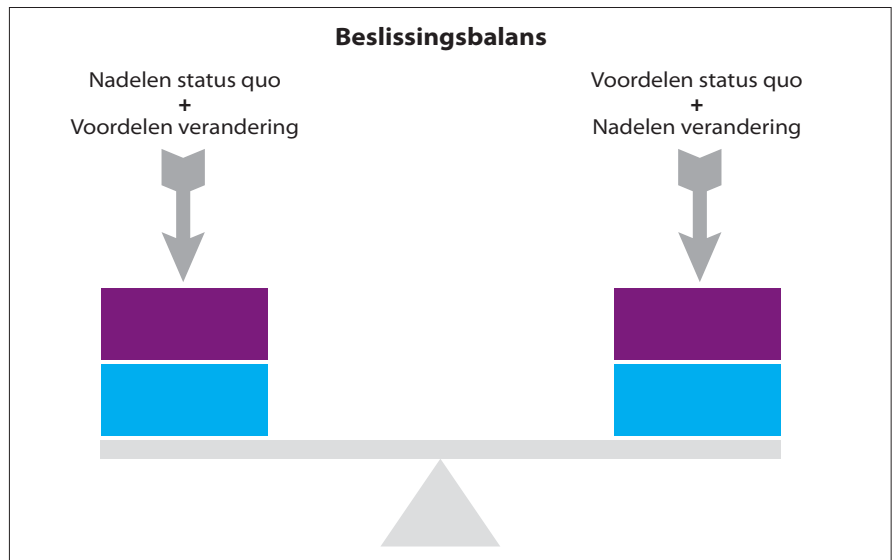 Beslissingsbalans
Nadelen status quo
+
Voordelen verandering
Voordelen status quo
+
Nadelen verandering